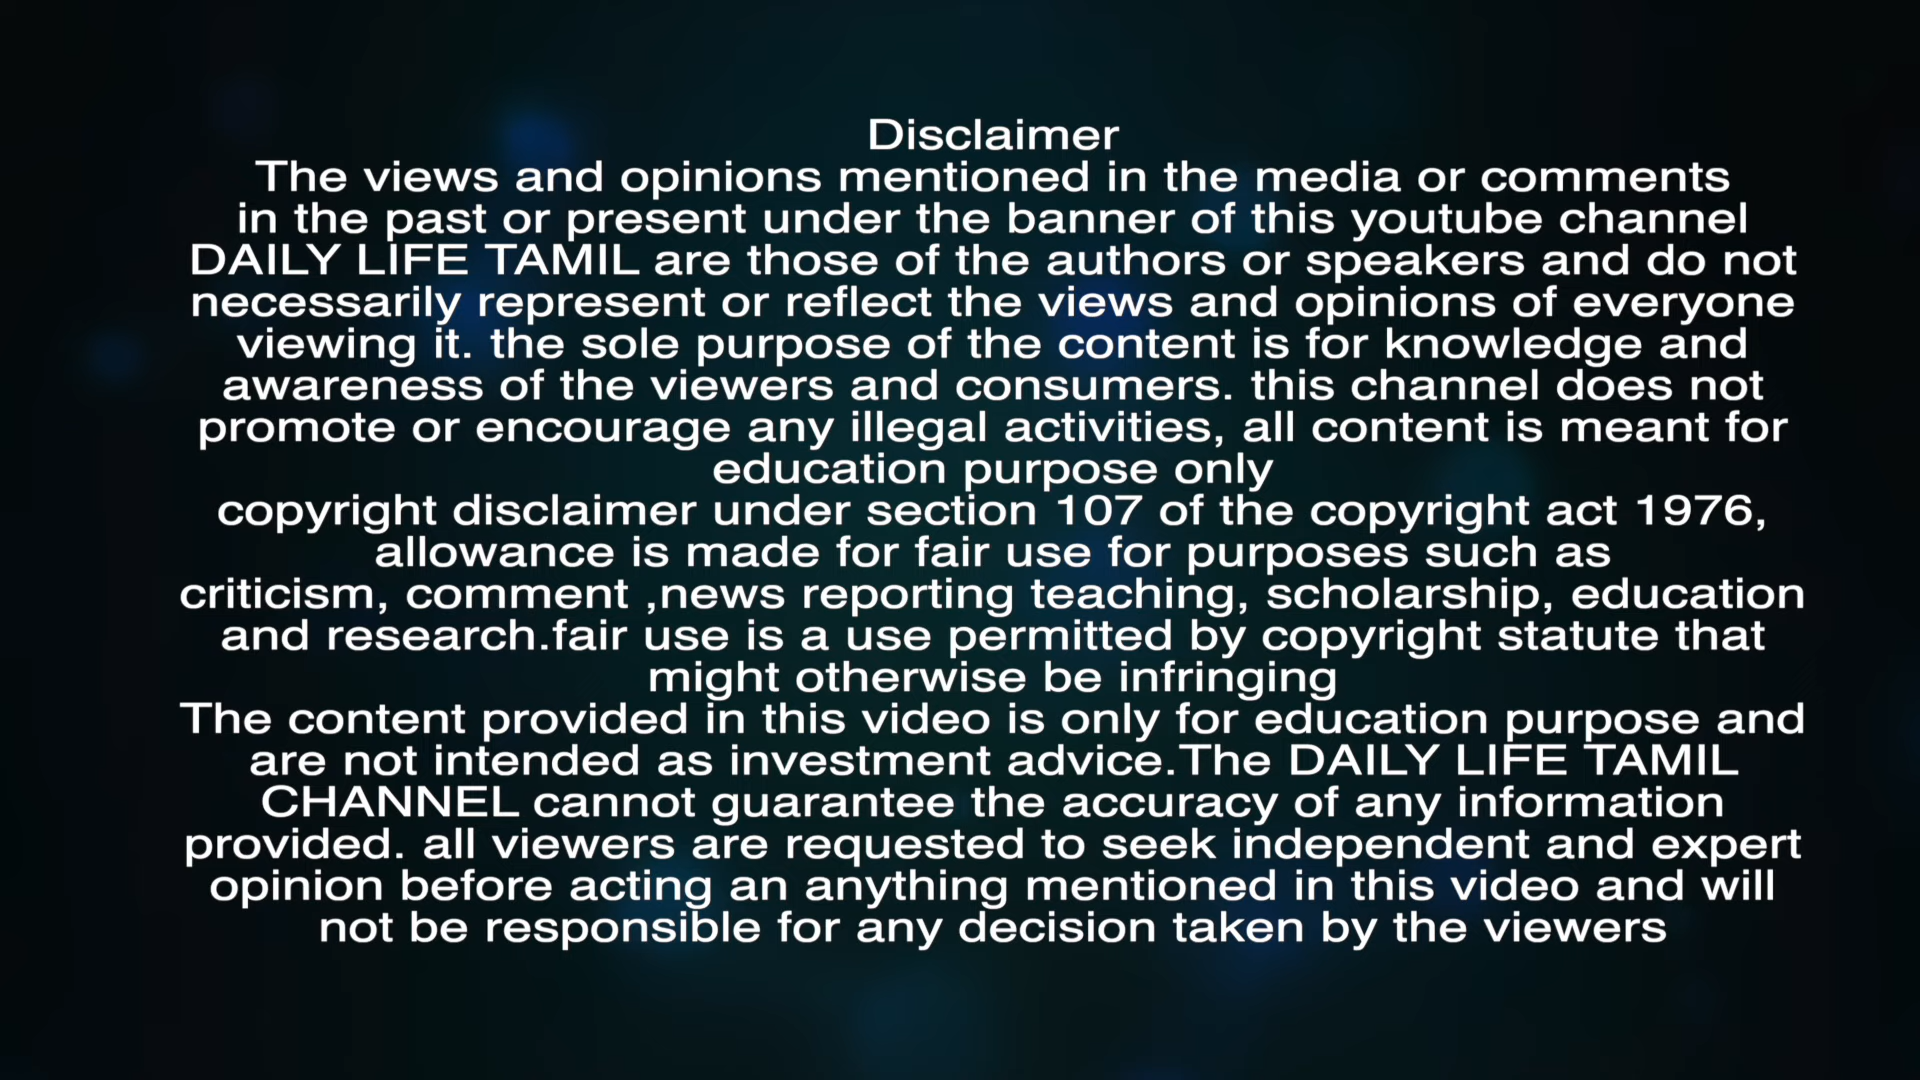 Disclaimer
The views and opinions mentioned in the media or comments
in the past or present under the banner of this youtube channel
DAILY LIFE TAMIL are those of the authors or speakers and do not
necessarily represent or reflect the views and opinions of everyone
viewing it. the sole purpose of the content is for knowledge and
awareness of the viewers and consumers. this channel does not
promote or encourage any illegal activities, all content is meant for
education purpose only
copyright disclaimer under section 107 of the copyright act 1976,
allowance is made for fair use for purposes such as
criticism, comment ,news reporting teaching, scholarship, education
and research.fair use is a use permitted by copyright statute that
might otherwise be infringing
The content provided in this video is only for education purpose and
are not intended as investment advice.The DAILY LIFE TAMIL
CHANNEL cannot guarantee the accuracy of any information
provided. all viewers are requested to seek independent and expert
opinion before acting an anything mentioned in this video and will
not be responsible for any decision taken by the viewers